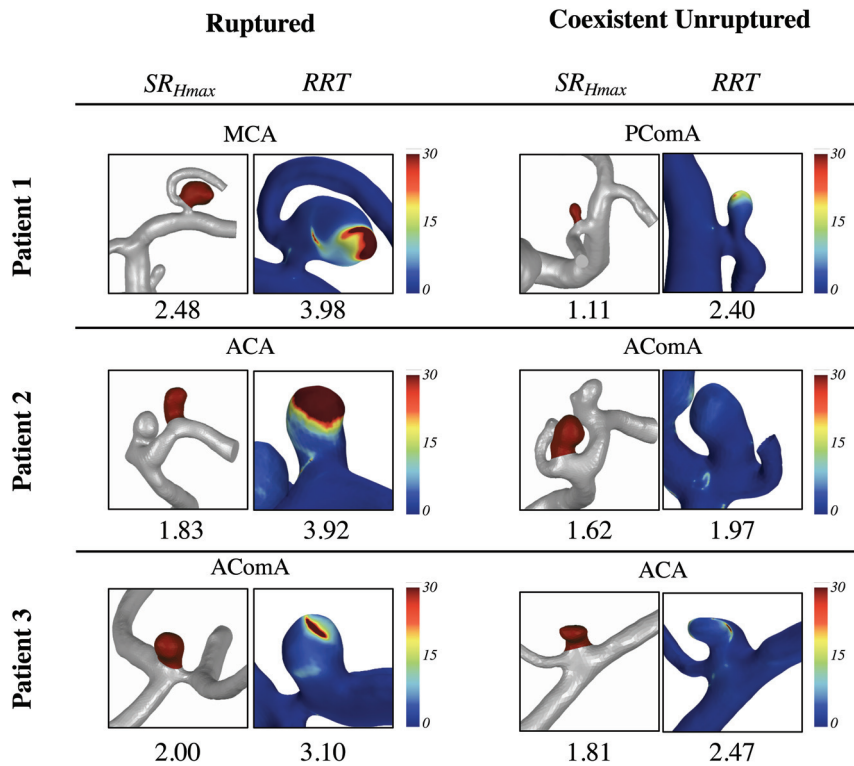 Ruptured Coexistent Unruptured
SR_Hmax RRT SR_Hmax RRT
Patient 1
MCA PComA
30 30
15 15
0 0
2.48 3.98 1.11 2.40
Patient 2
ACA AComA
30 30
15 15
0 0
1.83 3.92 1.62 1.97
Patient 3
AComA ACA
30 30
15 15
0 0
2.00 3.10 1.81 2.47